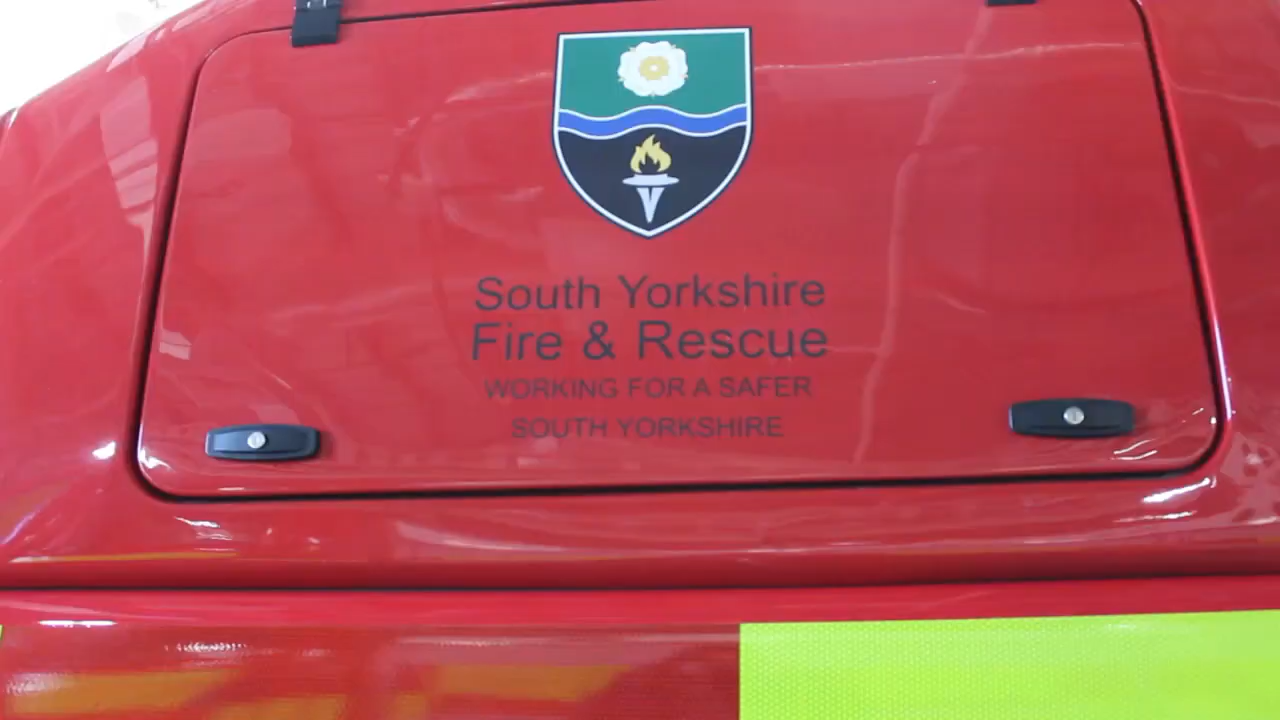 South Yorkshire
Fire & Rescue
WORKING FOR A SAFER
SOUTH YORKSHIRE